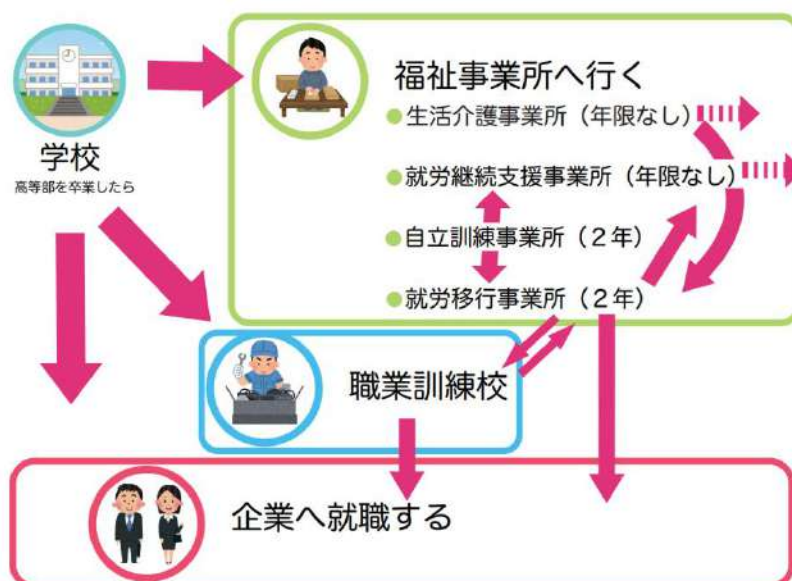 学校
高等部を卒業したら
福祉事業所へ行く
●生活介護事業所（年限なし）
●就労継続支援事業所（年限なし）
●自立訓練事業所（２年）
●就労移行事業所（２年）
職業訓練校
企業へ就職する